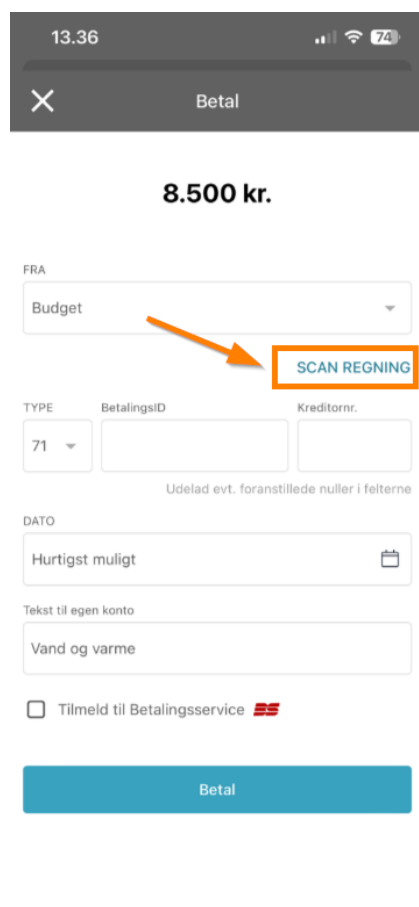 13.36 74
Betal
8.500 kr.
FRA
Budget
SCAN REGNING
TYPE BetalingsID Kreditornr.
71
Udelad evt. foranstillede nuller i felterne
DATO
Hurtigst muligt
Tekst til egen konto
Vand og varme
Tilmeld til Betalingsservice BS
Betal